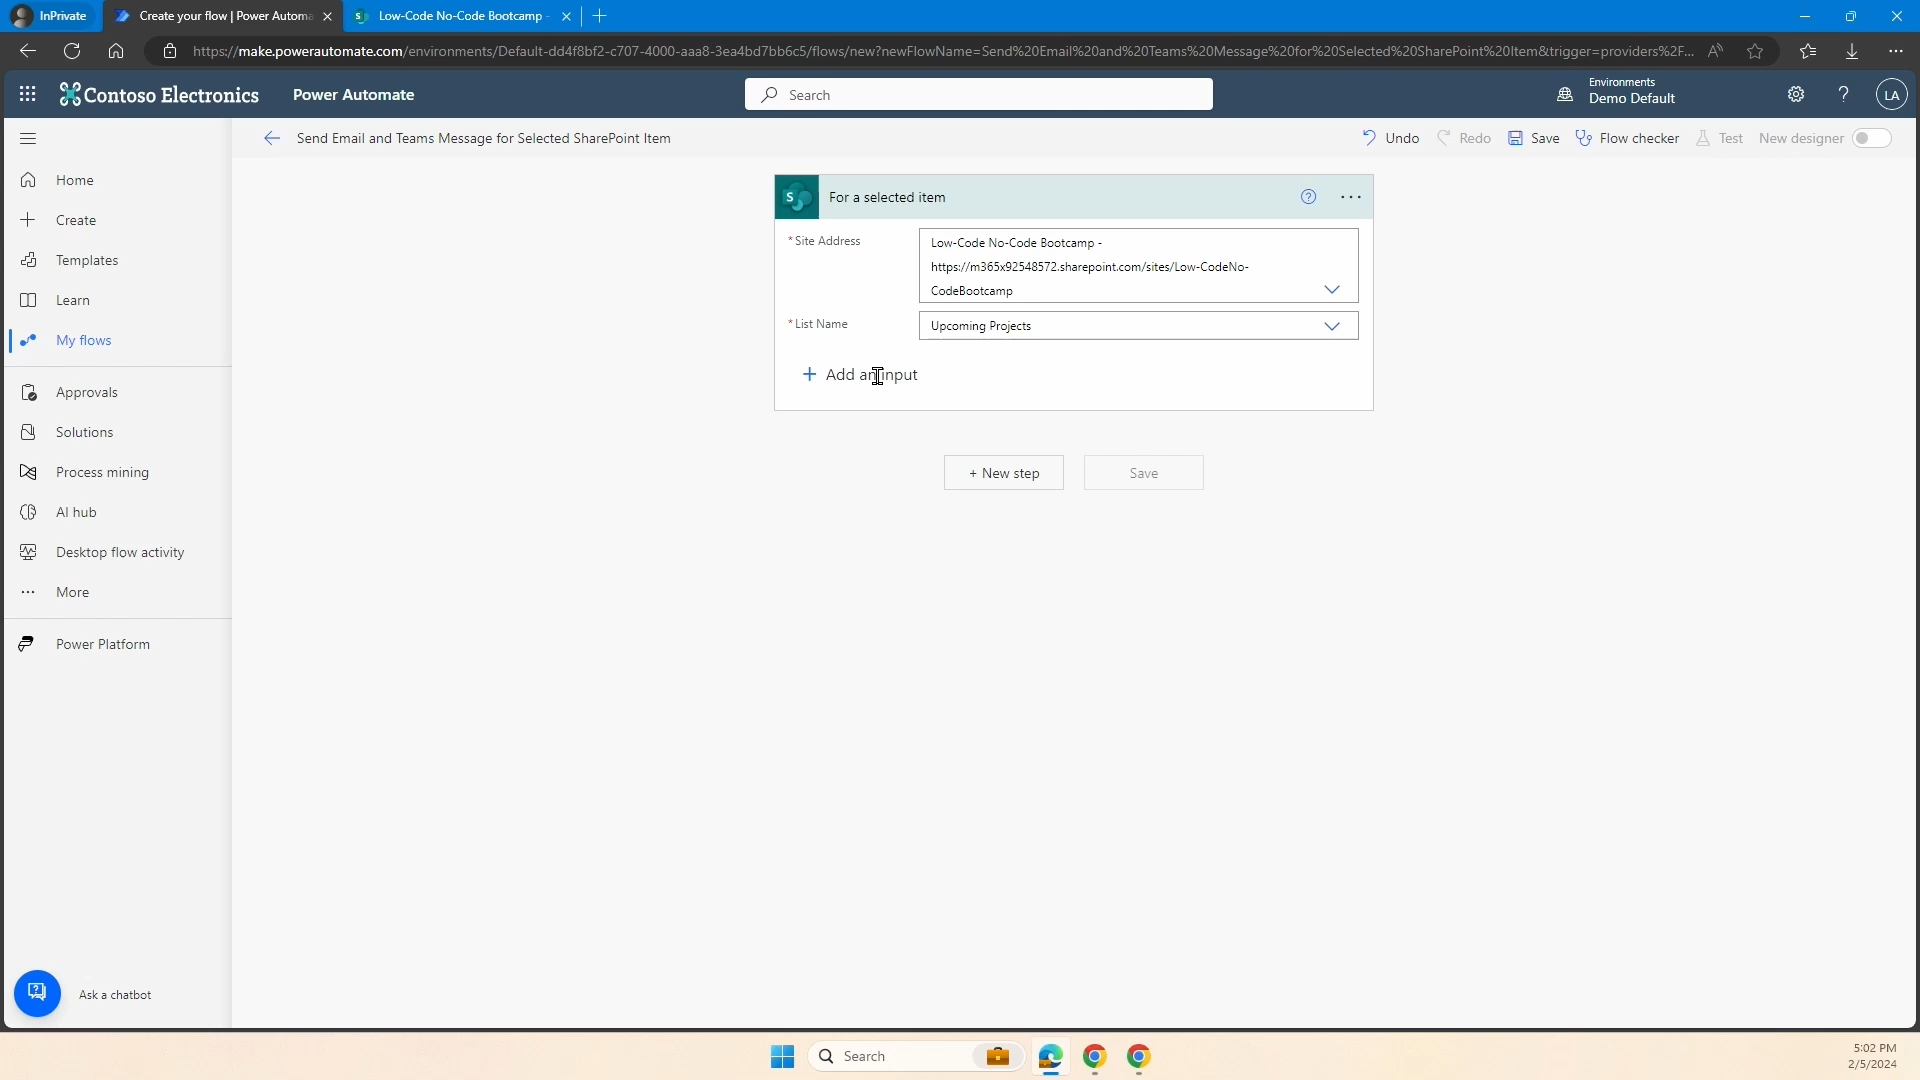 InPrivate
Create your flow | Power Automa
Low-Code No-Code Bootcamp -
https://make.powerautomate.com/environments/Default-dd4f8bf2-c707-4000-aaa8-3ea4bd7bb6c5/flows/new?newFlowName=Send%20Email%20and%20Teams%20Message%20for%20Selected%20SharePoint%20Item&trigger=providers%2F...
Contoso Electronics
Power Automate
Search
Environments
Demo Default
LA
Send Email and Teams Message for Selected SharePoint Item
Undo
Redo
Save
Flow checker
Test
New designer
Home
Create
Templates
Learn
My flows
Approvals
Solutions
Process mining
AI hub
Desktop flow activity
More
Power Platform
Ask a chatbot
For a selected item
* Site Address
Low-Code No-Code Bootcamp -
https://m365x92548572.sharepoint.com/sites/Low-CodeNo-
CodeBootcamp
* List Name
Upcoming Projects
+ Add an input
+ New step
Save
Search
5:02 PM
2/5/2024